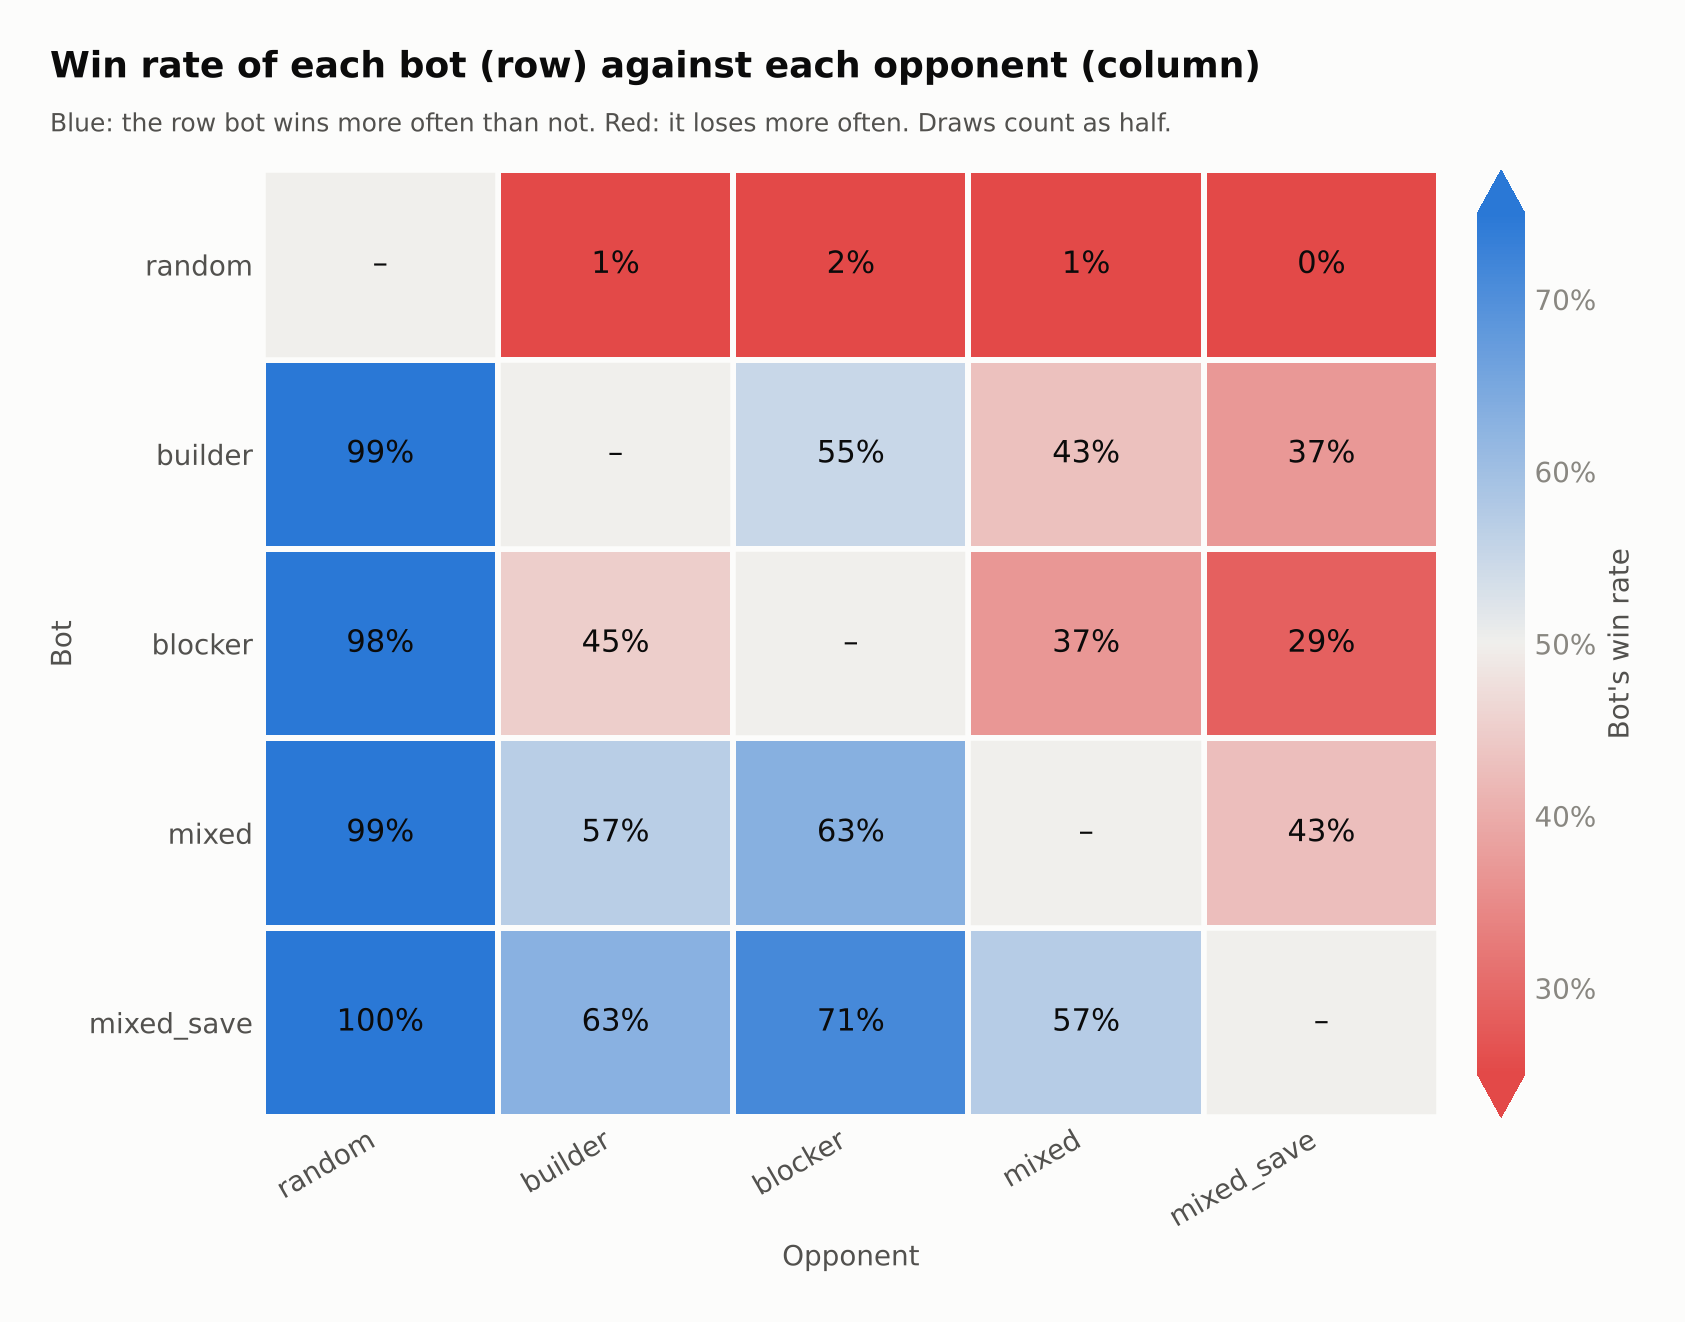 Win rate of each bot (row) against each opponent (column)
Blue: the row bot wins more often than not. Red: it loses more often. Draws count as half.
random – 1% 2% 1% 0%
builder 99% – 55% 43% 37%
blocker 98% 45% – 37% 29%
mixed 99% 57% 63% – 43%
mixed_save 100% 63% 71% 57% –
random builder blocker mixed mixed_save
Opponent
Bot
70%
60%
50%
40%
30%
Bot's win rate